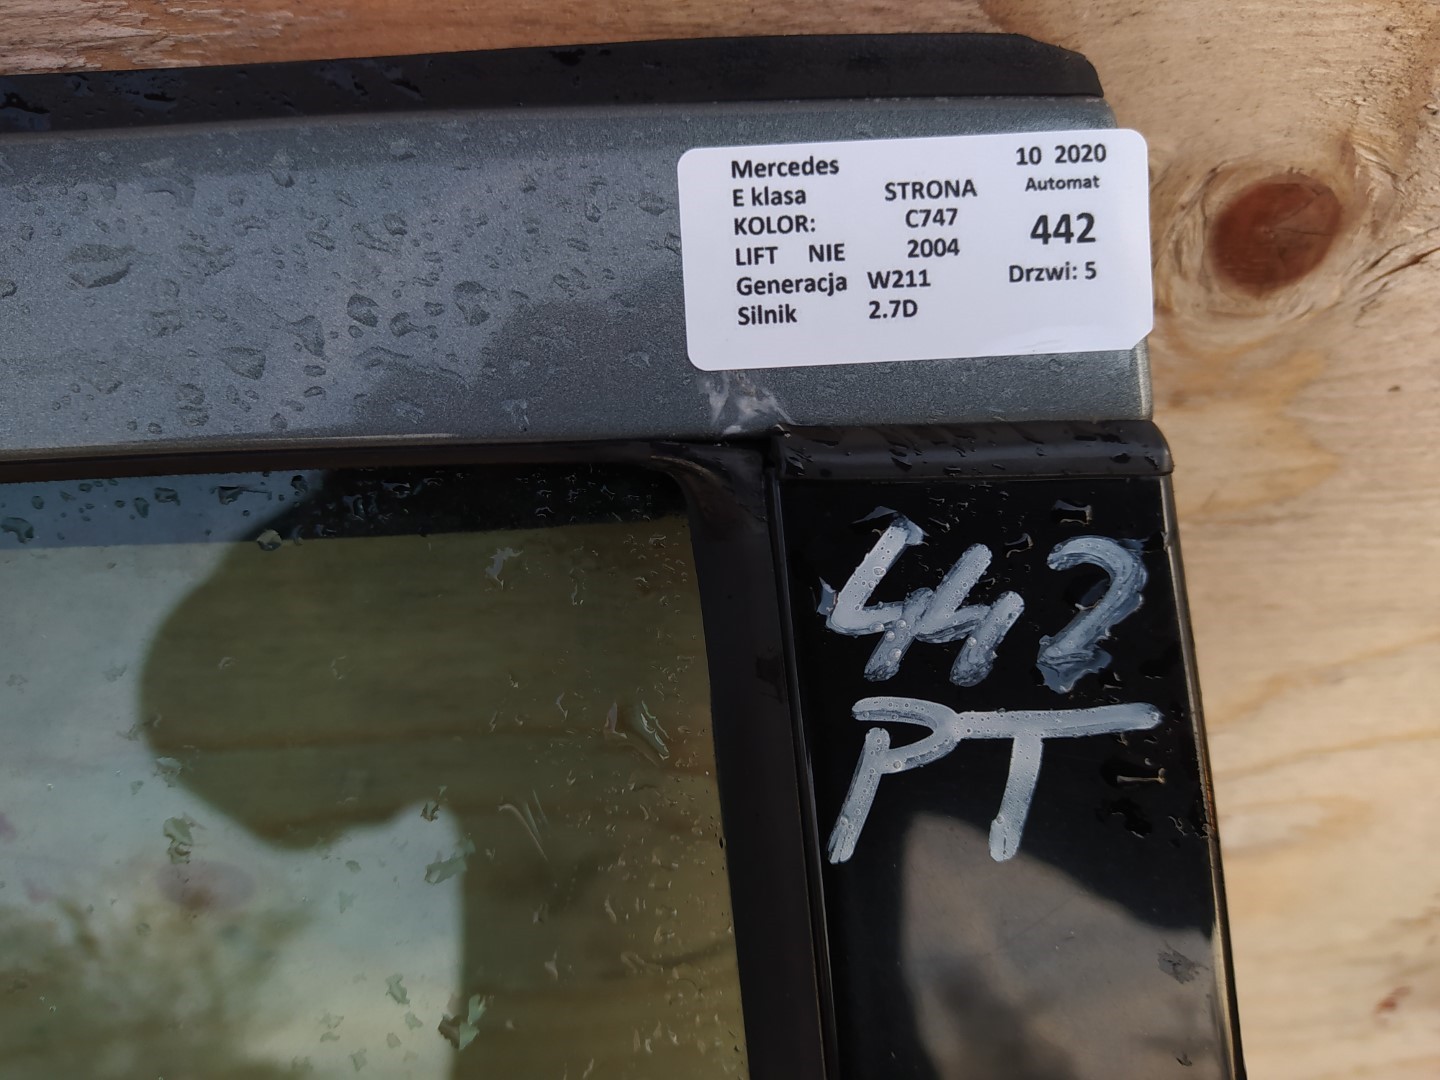 Mercedes 10 2020
E klasa STRONA Automat
KOLOR: C747 442
LIFT NIE 2004
Generacja W211 Drzwi: 5
Silnik 2.7D
442
PT